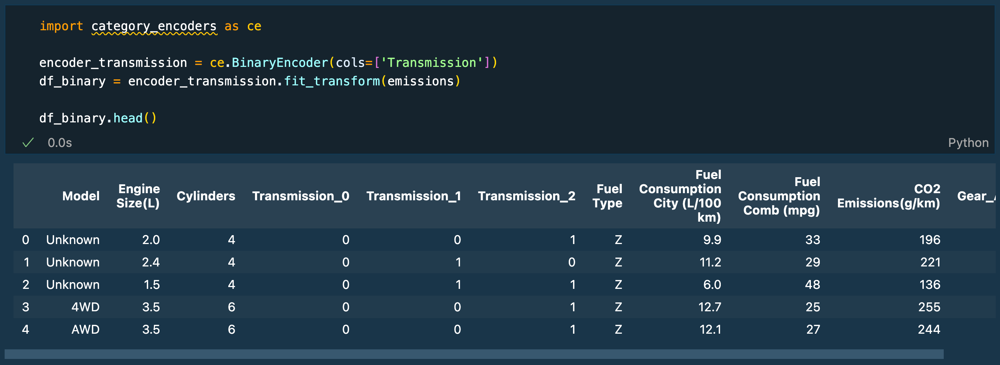 import category_encoders as ce
encoder_transmission = ce.BinaryEncoder(cols=['Transmission'])
df_binary = encoder_transmission.fit_transform(emissions)
df_binary.head()
0.0s
Python
Model Engine Size(L) Cylinders Transmission_0 Transmission_1 Transmission_2 Fuel Type Fuel Consumption City (L/100 km) Fuel Consumption Comb (mpg) CO2 Emissions(g/km) Gear_
0 Unknown 2.0 4 0 0 1 Z 9.9 33 196
1 Unknown 2.4 4 0 1 0 Z 11.2 29 221
2 Unknown 1.5 4 0 1 1 Z 6.0 48 136
3 4WD 3.5 6 0 0 1 Z 12.7 25 255
4 AWD 3.5 6 0 0 1 Z 12.1 27 244